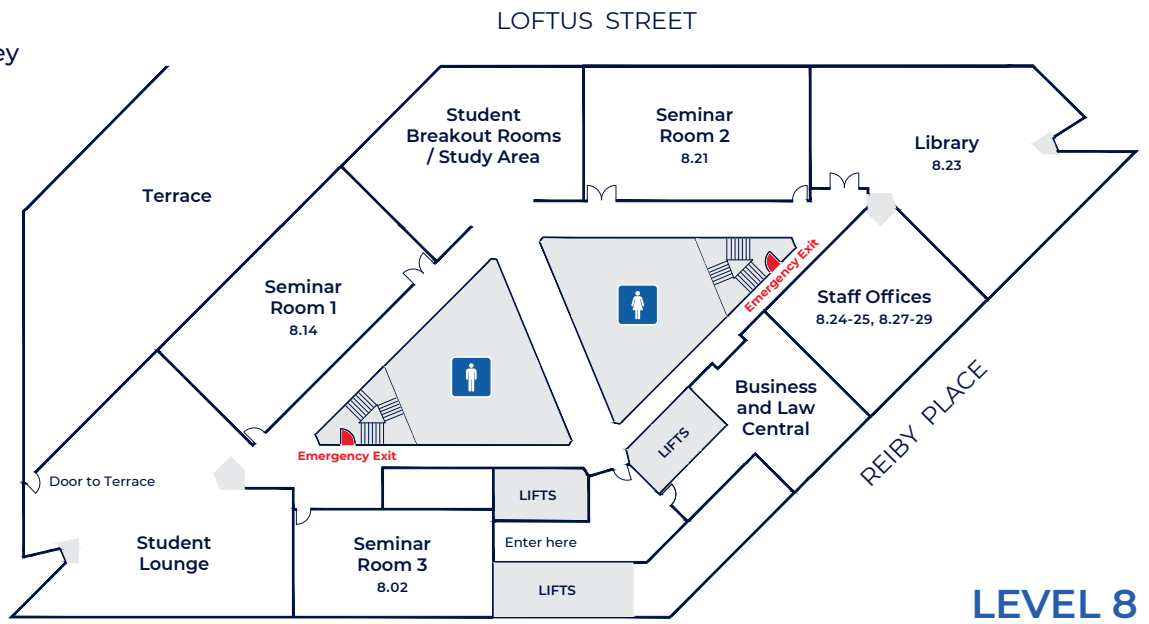 LOFTUS STREET
ey
Student
Breakout Rooms
/ Study Area
Seminar
Room 2
8.21
Library
8.23
Terrace
Seminar
Room 1
8.14
Emergency Exit
Staff Offices
8.24-25, 8.27-29
Business
and Law
Central
REIBY PLACE
LIFTS
Emergency Exit
Door to Terrace
LIFTS
Enter here
Student
Lounge
Seminar
Room 3
8.02
LIFTS
LEVEL 8